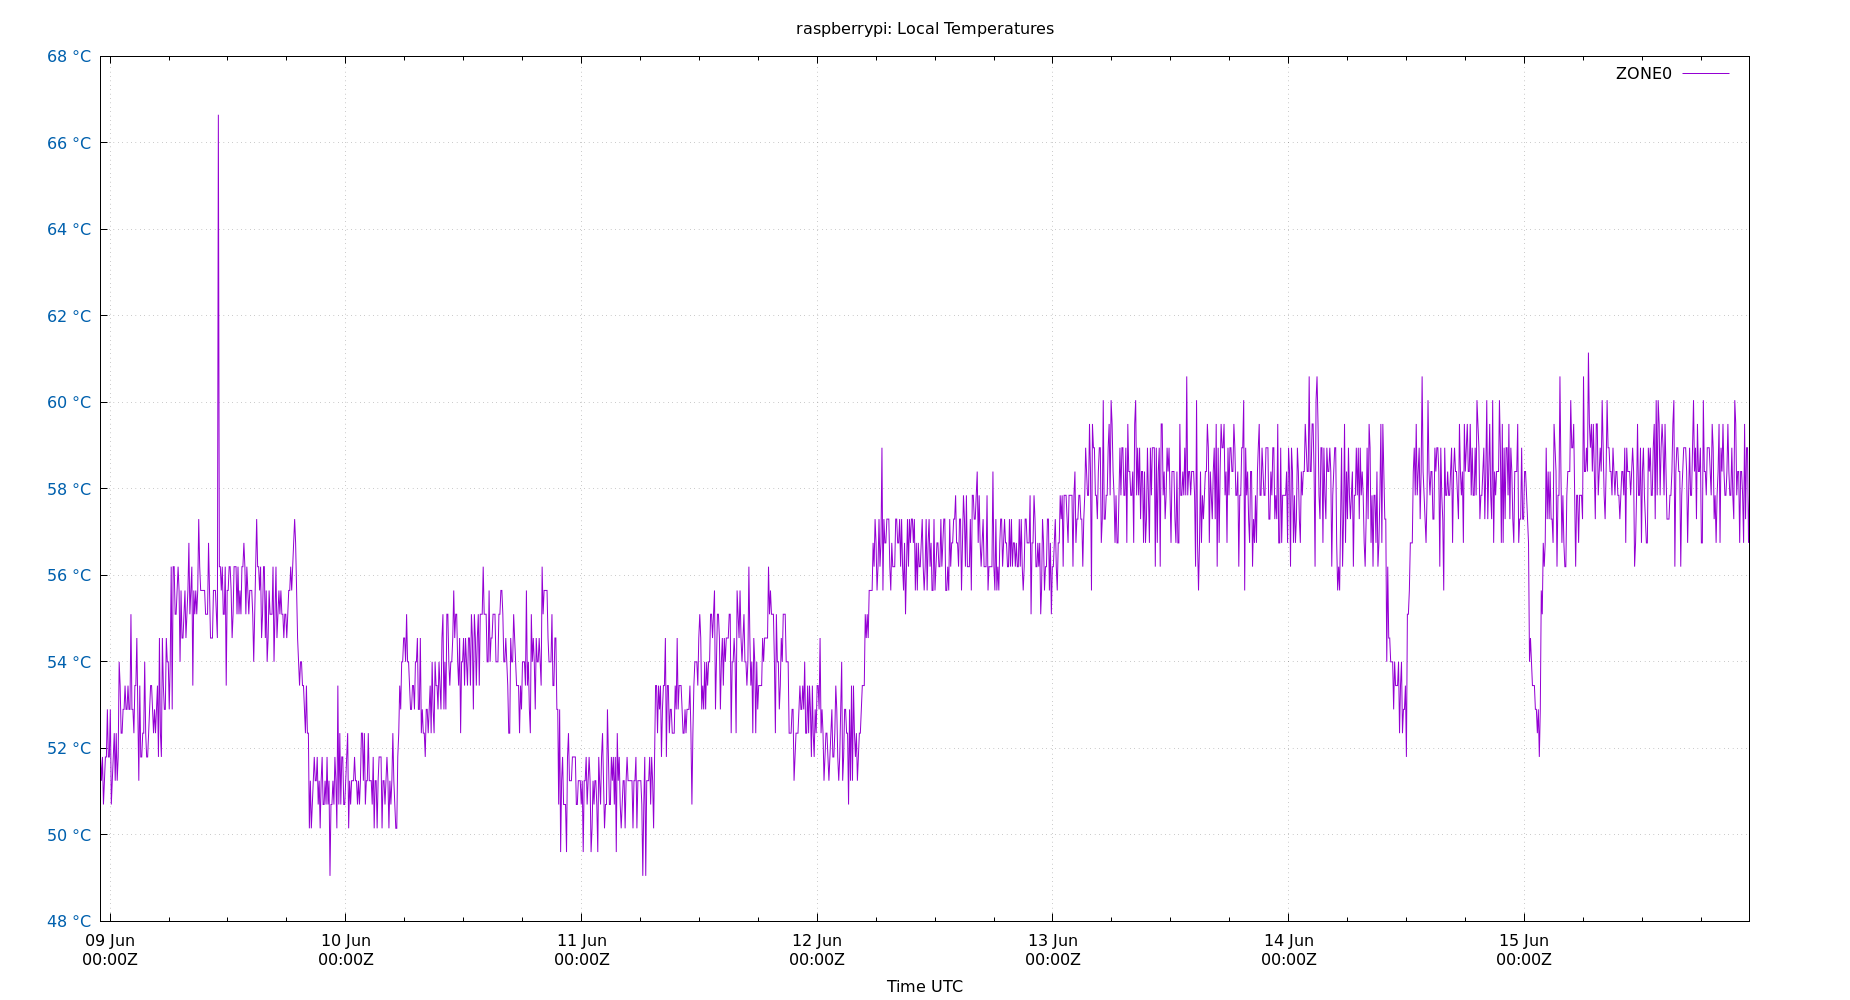 raspberrypi: Local Temperatures
68 °C
ZONE0
66 °C
64 °C
62 °C
60 °C
58 °C
56 °C
54 °C
52 °C
50 °C
48 °C
09 Jun 10 Jun 11 Jun 12 Jun 13 Jun 14 Jun 15 Jun
00:00Z 00:00Z 00:00Z 00:00Z 00:00Z 00:00Z 00:00Z
Time UTC